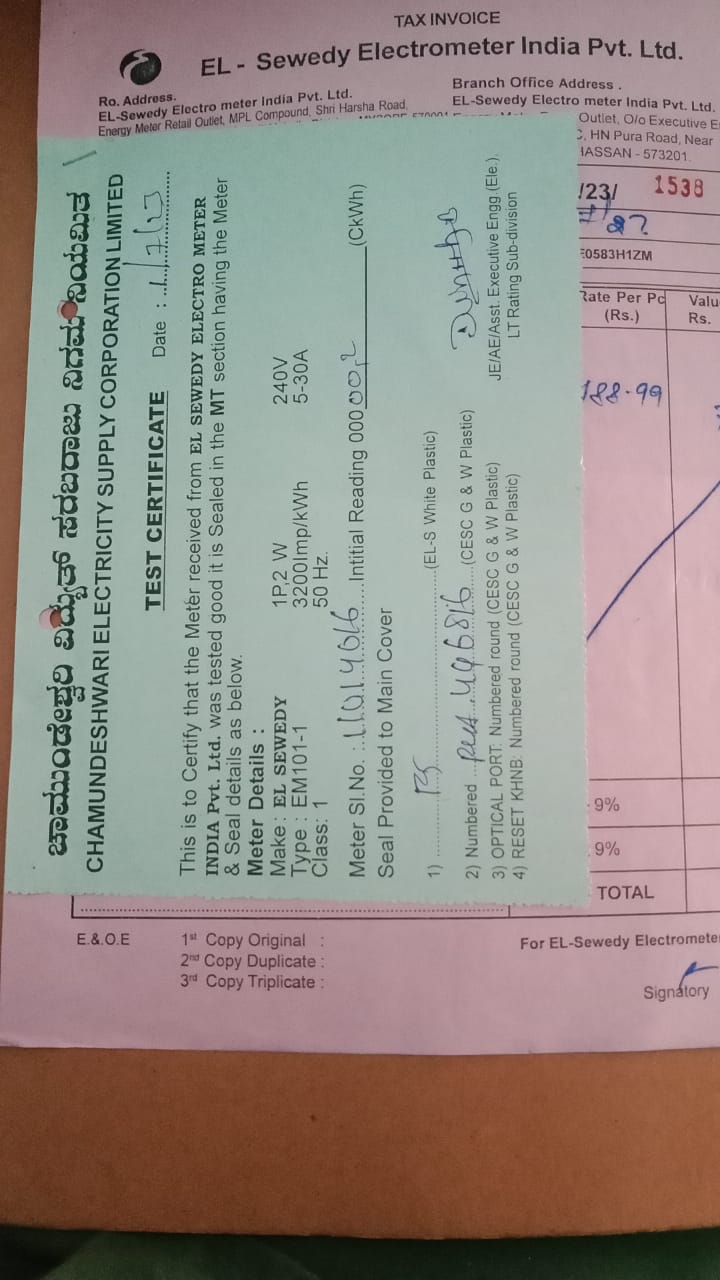 TAX INVOICE
EL - Sewedy Electrometer India Pvt. Ltd.
Ro. Address.
EL-Sewedy Electro meter India Pvt. Ltd.
Energy Meter Retail Outlet, MPL Compound, Shri Harsha Road,
Branch Office Address .
EL-Sewedy Electro meter India Pvt. Ltd.
Outlet, O/o Executive E
C, HN Pura Road, Near
HASSAN - 573201.
/23/ 1538
E0583H1ZM
Rate Per Pc (Rs.)
Valu Rs.
188-99
9%
9%
TOTAL
E.&.O.E
1st Copy Original :
2nd Copy Duplicate :
3rd Copy Triplicate :
For EL-Sewedy Electromete
Signatory
ಚಾಮುಂಡೇಶ್ವರಿ ವಿದ್ಯುತ್ ಸರಬರಾಜು ನಿಗಮ ನಿಯಮಿತ
CHAMUNDESHWARI ELECTRICITY SUPPLY CORPORATION LIMITED
TEST CERTIFICATE Date :
This is to Certify that the Meter received from EL SEWEDY ELECTRO METER
INDIA Pvt. Ltd. was tested good it is Sealed in the MT section having the Meter
& Seal details as below.
Meter Details :
Make : EL SEWEDY 1P,2 W 240V
Type : EM101-1 3200Imp/kWh 5-30A
Class: 1 50 Hz.
Meter Sl.No. : 11014016 Intitial Reading 000 00,2 (CkWh)
Seal Provided to Main Cover
1) (EL-S White Plastic)
2) Numbered 446816 (CESC G & W Plastic)
3) OPTICAL PORT: Numbered round (CESC G & W Plastic)
4) RESET KHNB: Numbered round (CESC G & W Plastic)
JE/AE/Asst. Executive Engg.(Ele.).
LT Rating Sub-division